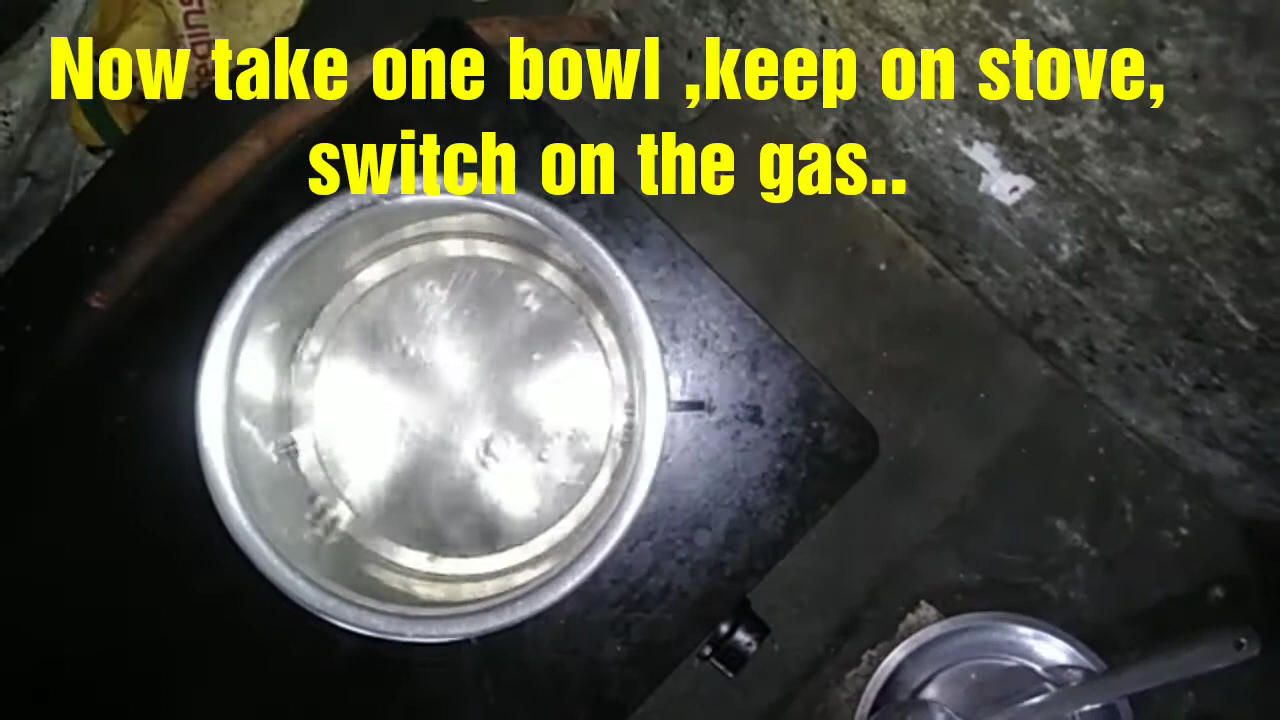 Now take one bowl ,keep on stove,
switch on the gas..